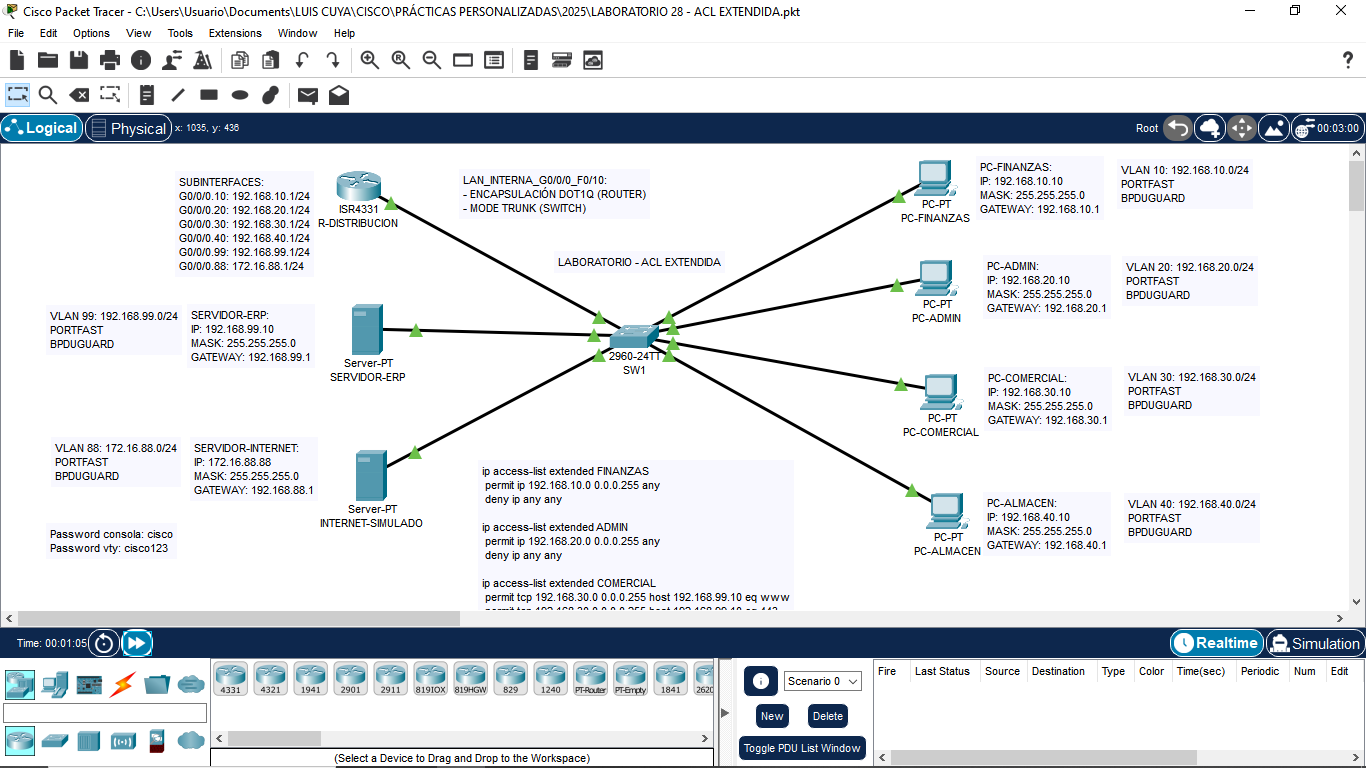 Cisco Packet Tracer - C:\Users\Usuario\Documents\LUIS CUYA\CISCO\PRÁCTICAS PERSONALIZADAS\2025\LABORATORIO 28 - ACL EXTENDIDA.pkt
File Edit Options View Tools Extensions Window Help
Logical Physical x: 1035, y: 436 Root 00:03:00
SUBINTERFACES:
G0/0/0.10: 192.168.10.1/24
G0/0/0.20: 192.168.20.1/24
G0/0/0.30: 192.168.30.1/24
G0/0/0.40: 192.168.40.1/24
G0/0/0.99: 192.168.99.1/24
G0/0/0.88: 172.16.88.1/24
ISR4331
R-DISTRIBUCION
LAN_INTERNA_G0/0/0_F0/10:
- ENCAPSULACIÓN DOT1Q (ROUTER)
- MODE TRUNK (SWITCH)
LABORATORIO - ACL EXTENDIDA
PC-PT
PC-FINANZAS
PC-FINANZAS:
IP: 192.168.10.10
MASK: 255.255.255.0
GATEWAY: 192.168.10.1
VLAN 10: 192.168.10.0/24
PORTFAST
BPDUGUARD
PC-PT
PC-ADMIN
PC-ADMIN:
IP: 192.168.20.10
MASK: 255.255.255.0
GATEWAY: 192.168.20.1
VLAN 20: 192.168.20.0/24
PORTFAST
BPDUGUARD
VLAN 99: 192.168.99.0/24
PORTFAST
BPDUGUARD
SERVIDOR-ERP:
IP: 192.168.99.10
MASK: 255.255.255.0
GATEWAY: 192.168.99.1
Server-PT
SERVIDOR-ERP
2960-24TT
SW1
PC-PT
PC-COMERCIAL
PC-COMERCIAL:
IP: 192.168.30.10
MASK: 255.255.255.0
GATEWAY: 192.168.30.1
VLAN 30: 192.168.30.0/24
PORTFAST
BPDUGUARD
VLAN 88: 172.16.88.0/24
PORTFAST
BPDUGUARD
SERVIDOR-INTERNET:
IP: 172.16.88.88
MASK: 255.255.255.0
GATEWAY: 192.168.88.1
Server-PT
INTERNET-SIMULADO
PC-PT
PC-ALMACEN
PC-ALMACEN:
IP: 192.168.40.10
MASK: 255.255.255.0
GATEWAY: 192.168.40.1
VLAN 40: 192.168.40.0/24
PORTFAST
BPDUGUARD
Password consola: cisco
Password vty: cisco123
ip access-list extended FINANZAS
permit ip 192.168.10.0 0.0.0.255 any
deny ip any any
ip access-list extended ADMIN
permit ip 192.168.20.0 0.0.0.255 any
deny ip any any
ip access-list extended COMERCIAL
permit tcp 192.168.30.0 0.0.0.255 host 192.168.99.10 eq www
Time: 00:01:05 Realtime Simulation
4331 4321 1941 2901 2911 819IOX 819HGW 829 1240 PT-Router PT-Empty 1841 2620
(Select a Device to Drag and Drop to the Workspace)
Scenario 0
New Delete
Toggle PDU List Window
Fire Last Status Source Destination Type Color Time(sec) Periodic Num Edit